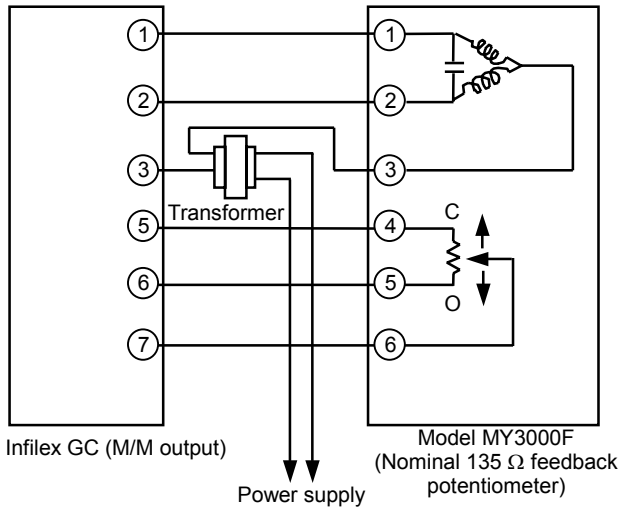 1
1
2
2
3
3
Transformer
5
4
C
6
5
O
7
6
Infilex GC (M/M output)
Model MY3000F
(Nominal 135 Ω feedback
potentiometer)
Power supply